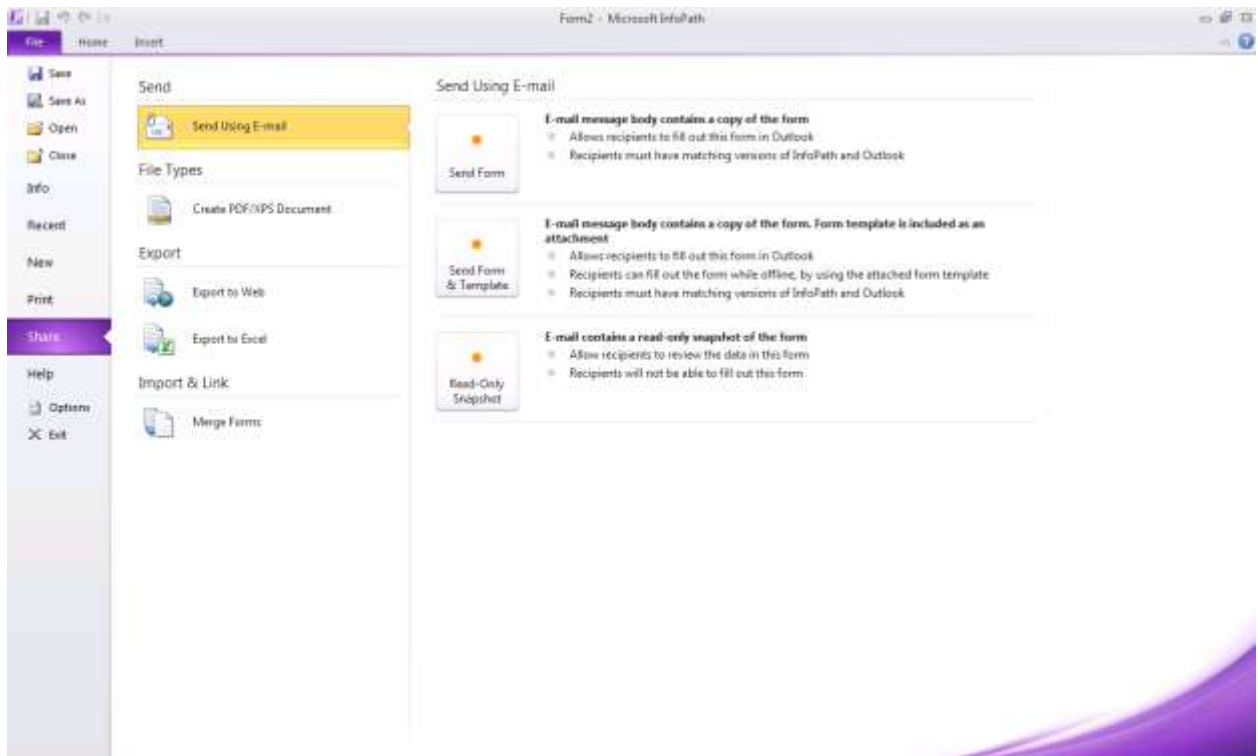 Form2 - Microsoft InfoPath
File Home Insert
Save
Save As
Open
Close
Info
Recent
New
Print
Share
Help
Options
Exit
Send
Send Using E-mail
File Types
Create PDF/XPS Document
Export
Export to Web
Export to Excel
Import & Link
Merge Forms
Send Using E-mail
Send Form
E-mail message body contains a copy of the form
Allows recipients to fill out this form in Outlook
Recipients must have matching versions of InfoPath and Outlook
Send Form
& Template
E-mail message body contains a copy of the form. Form template is included as an
attachment
Allows recipients to fill out this form in Outlook
Recipients can fill out the form while offline, by using the attached form template
Recipients must have matching versions of InfoPath and Outlook
Read-Only
Snapshot
E-mail contains a read-only snapshot of the form
Allow recipients to review the data in this form
Recipients will not be able to fill out this form